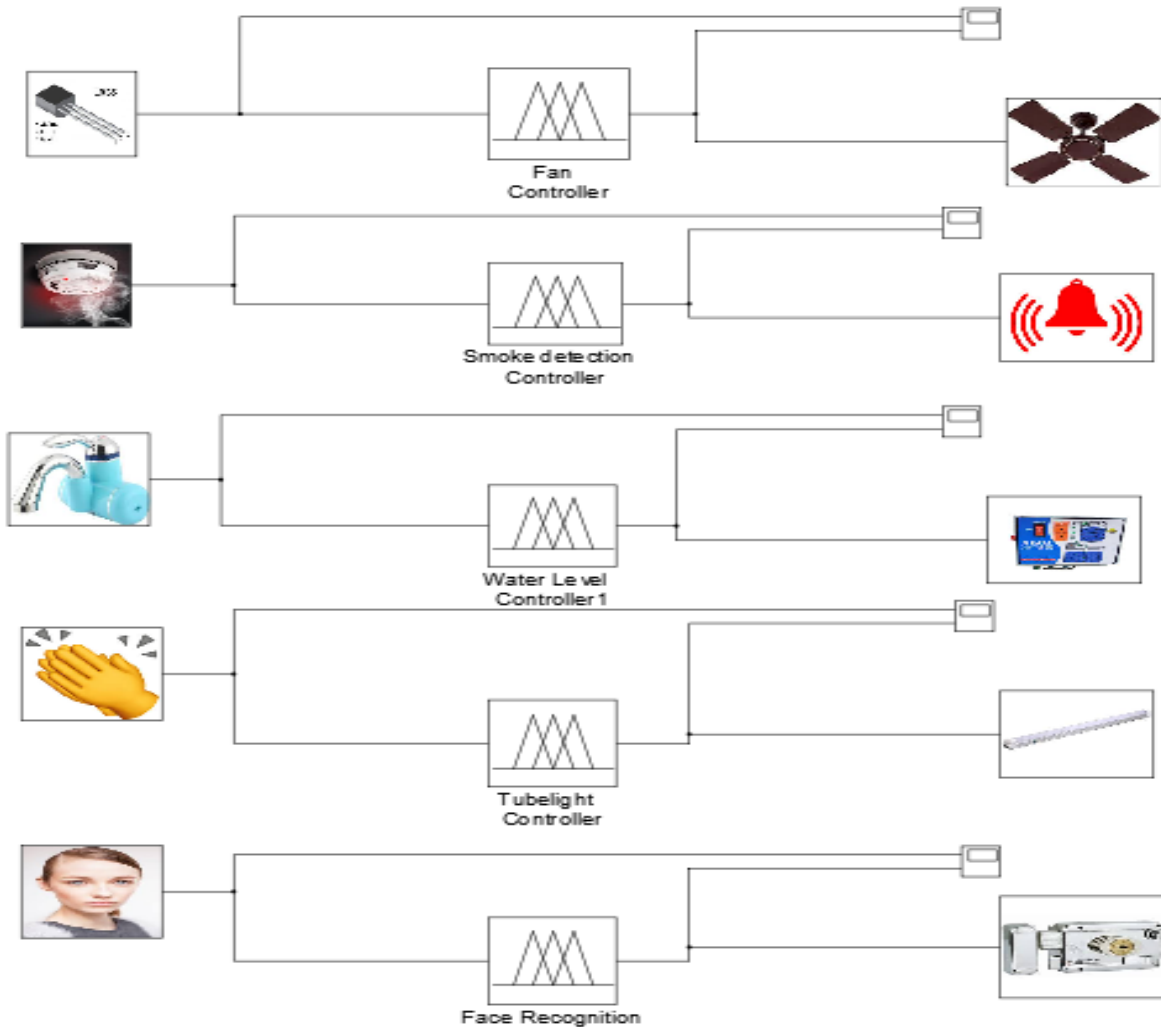 Fan
Controller
Smoke detection
Controller
Water Level
Controller1
Tubelight
Controller
Face Recognition